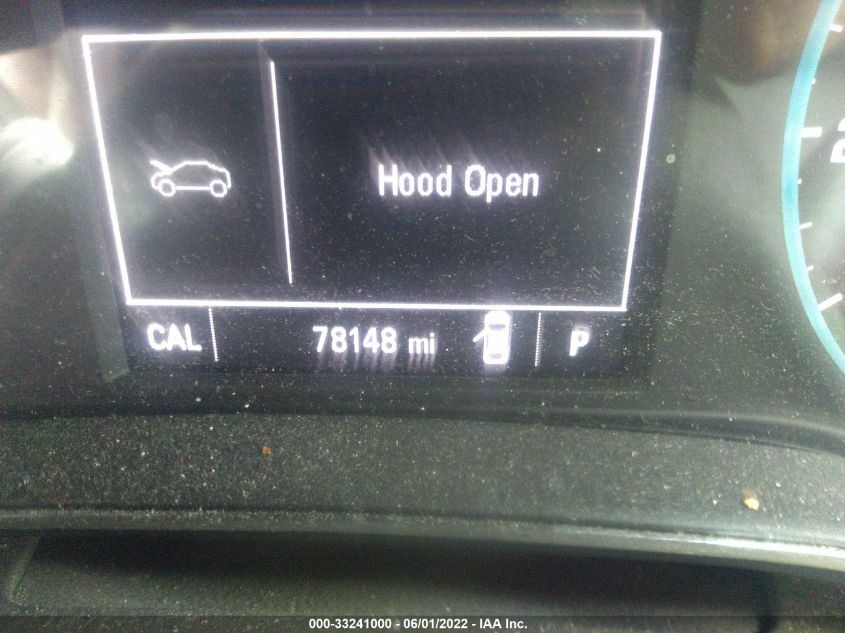 Hood Open
CAL 78148 mi P
000-33241000 - 06/01/2022 - IAA Inc.